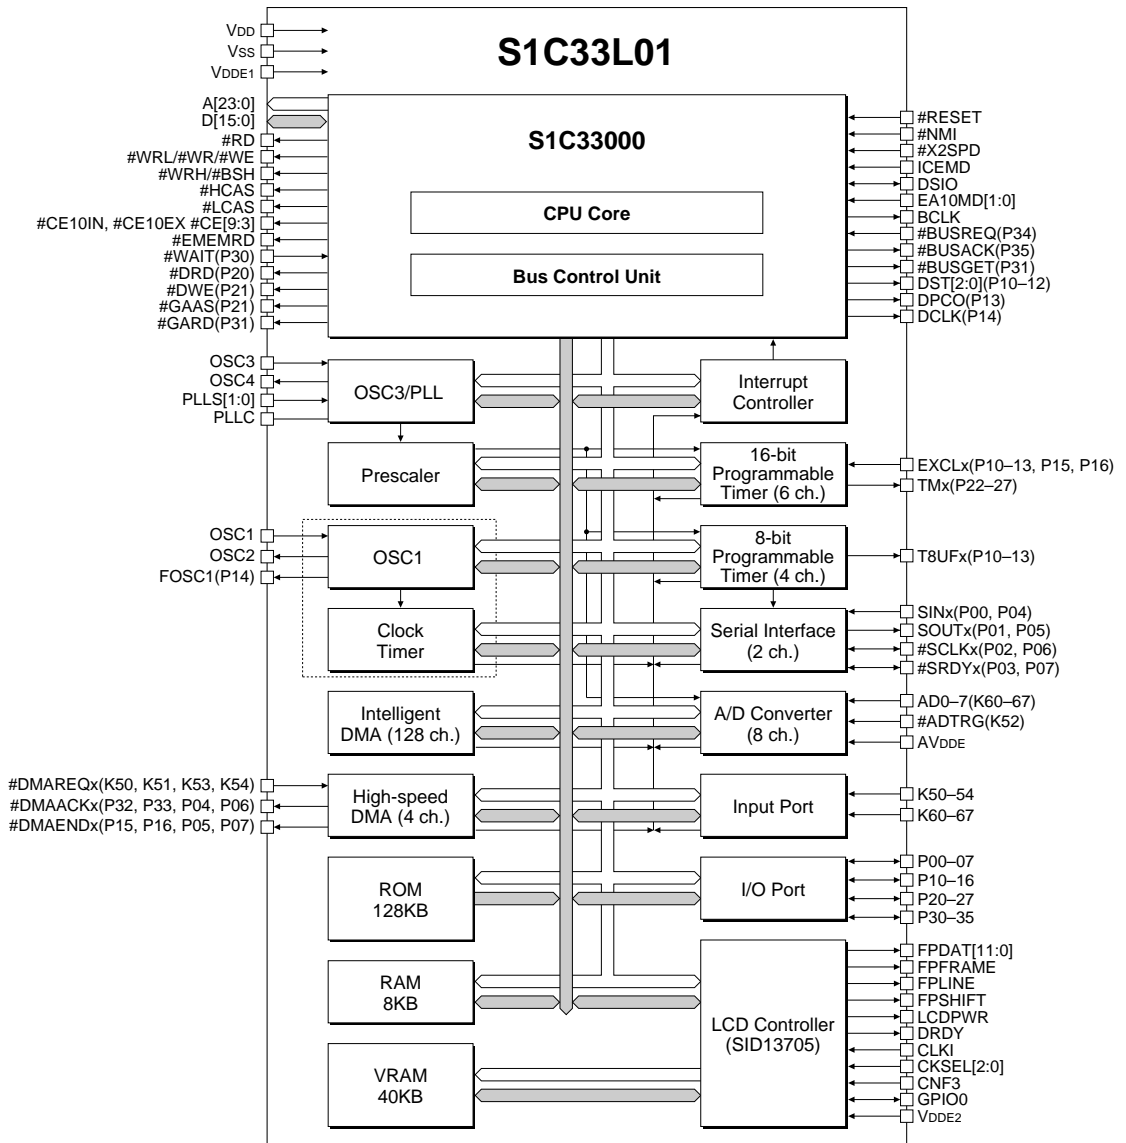 S1C33L01
VDD
VSS
VDDE1
A[23:0]
D[15:0]
#RD
#WRL/#WR/#WE
#WRH/#BSH
#HCAS
#LCAS
#CE10IN, #CE10EX #CE[9:3]
#EMEMRD
#WAIT(P30)
#DRD(P20)
#DWE(P21)
#GAAS(P21)
#GARD(P31)
S1C33000
CPU Core
Bus Control Unit
#RESET
#NMI
#X2SPD
ICEMD
DSIO
EA10MD[1:0]
BCLK
#BUSREQ(P34)
#BUSACK(P35)
#BUSGET(P31)
DST[2:0](P10–12)
DPCO(P13)
DCLK(P14)
OSC3
OSC4
PLLS[1:0]
PLLC
OSC3/PLL
Interrupt
Controller
Prescaler
16-bit
Programmable
Timer (6 ch.)
EXCLx(P10–13, P15, P16)
TMx(P22–27)
OSC1
OSC2
FOSC1(P14)
OSC1
8-bit
Programmable
Timer (4 ch.)
T8UFx(P10–13)
Clock
Timer
Serial Interface
(2 ch.)
SINx(P00, P04)
SOUTx(P01, P05)
#SCLKx(P02, P06)
#SRDYx(P03, P07)
Intelligent
DMA (128 ch.)
A/D Converter
(8 ch.)
AD0–7(K60–67)
#ADTRG(K52)
AVDDE
#DMAREQx(K50, K51, K53, K54)
#DMAACKx(P32, P33, P04, P06)
#DMAENDx(P15, P16, P05, P07)
High-speed
DMA (4 ch.)
Input Port
K50–54
K60–67
ROM
128KB
I/O Port
P00–07
P10–16
P20–27
P30–35
RAM
8KB
VRAM
40KB
LCD Controller
(SID13705)
FPDAT[11:0]
FPFRAME
FPLINE
FPSHIFT
LCDPWR
DRDY
CLKI
CKSEL[2:0]
CNF3
GPIO0
VDDE2